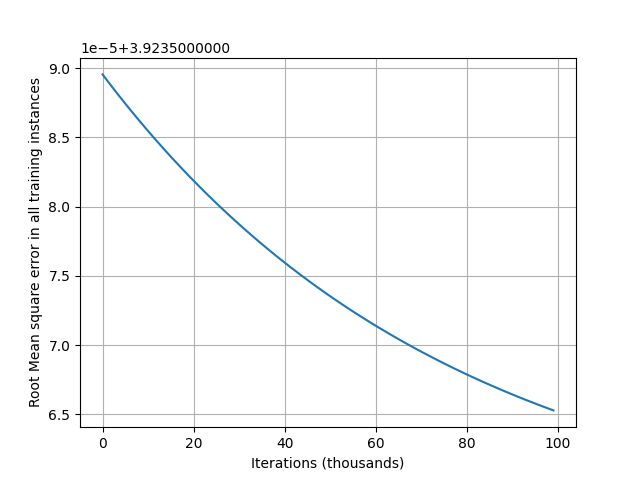 1e−5+3.9235000000
9.0
8.5
8.0
7.5
7.0
6.5
Root Mean square error in all training instances
0 20 40 60 80 100
Iterations (thousands)